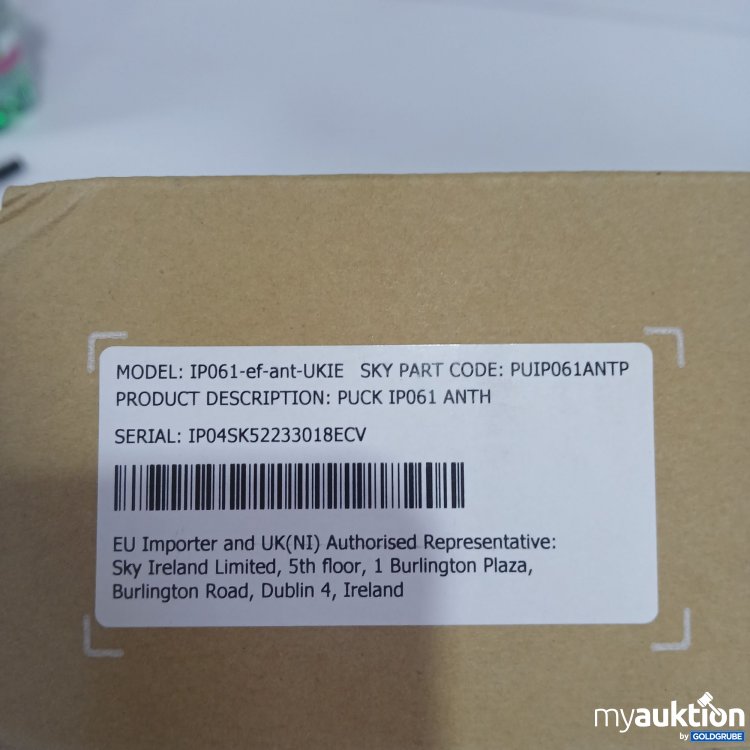 MODEL: IP061-ef-ant-UKIE SKY PART CODE: PUIP061ANTP
PRODUCT DESCRIPTION: PUCK IP061 ANTH
SERIAL: IP04SK52233018ECV
EU Importer and UK(NI) Authorised Representative:
Sky Ireland Limited, 5th floor, 1 Burlington Plaza,
Burlington Road, Dublin 4, Ireland
myauktion
by GOLDGRUBE